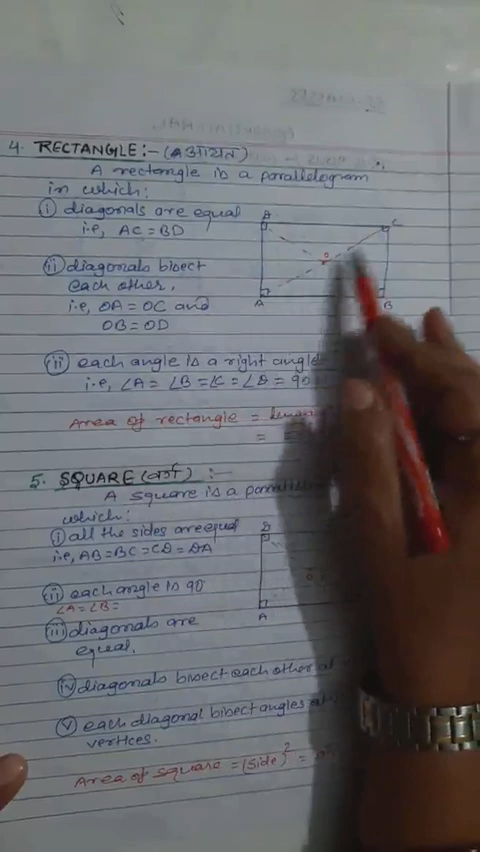 4. RECTANGLE:- (आयत)
A rectangle is a parallelogram
in which:
(i) diagonals are equal
i.e, AC = BD
D
C
O
A
B
(ii) diagonals bisect
each other.
i.e, OA = OC and
OB = OD
(iii) each angle is a right angle
i.e, ∠A = ∠B = ∠C = ∠D = 90
Area of rectangle =
=
5. SQUARE (वर्ग) :-
A square is a
which:
(i) all the sides are equal
i.e, AB = BC = CD = DA
D
O
A
(ii) each angle is 90
∠A = ∠B =
(iii) diagonals are
equal.
(iv) diagonals bisect each other at
(v) each diagonal bisect angles at
vertices.
Area of square = (side)² =